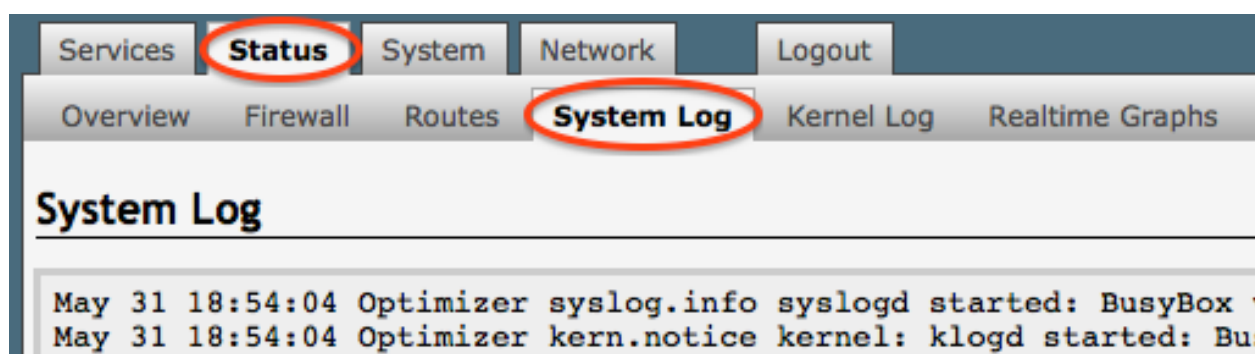 Services Status System Network Logout
Overview Firewall Routes System Log Kernel Log Realtime Graphs
System Log
May 31 18:54:04 Optimizer syslog.info syslogd started: BusyBox
May 31 18:54:04 Optimizer kern.notice kernel: klogd started: Bu